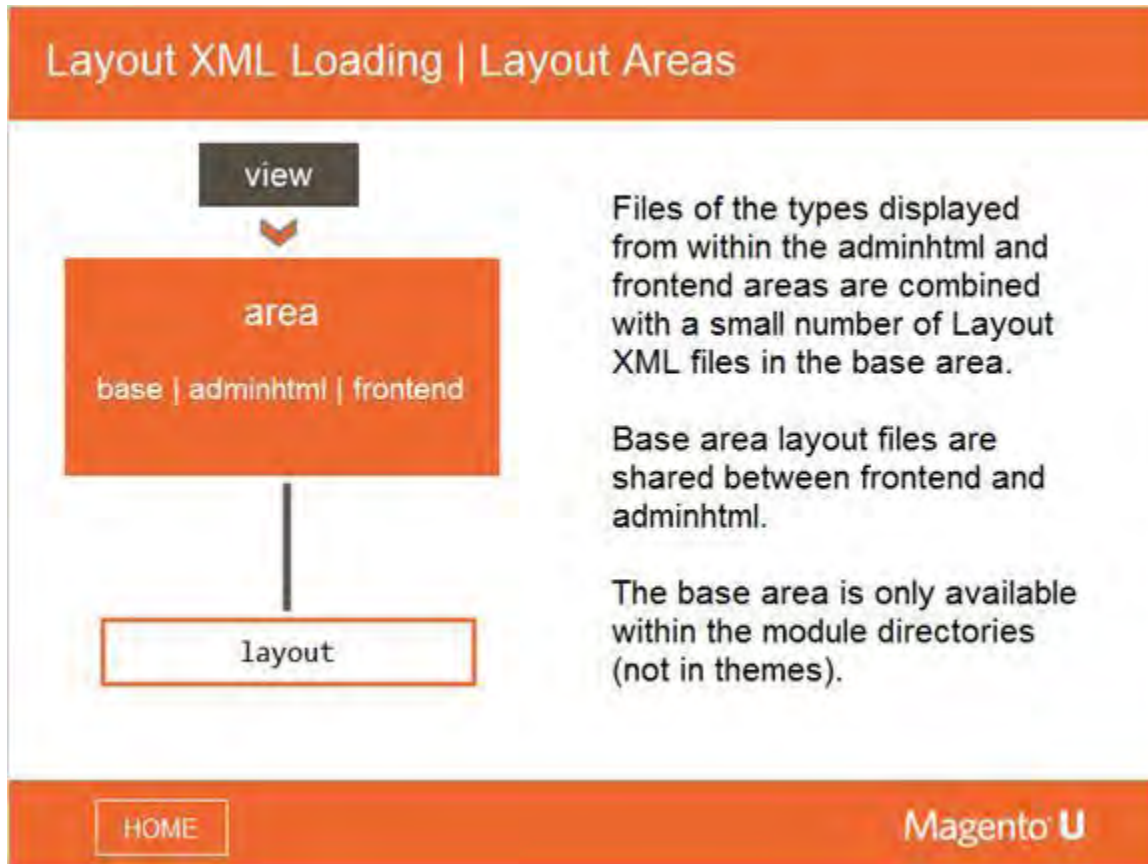 Layout XML Loading | Layout Areas
view
area
base | adminhtml | frontend
layout
Files of the types displayed
from within the adminhtml and
frontend areas are combined
with a small number of Layout
XML files in the base area.
Base area layout files are
shared between frontend and
adminhtml.
The base area is only available
within the module directories
(not in themes).
HOME
Magento U